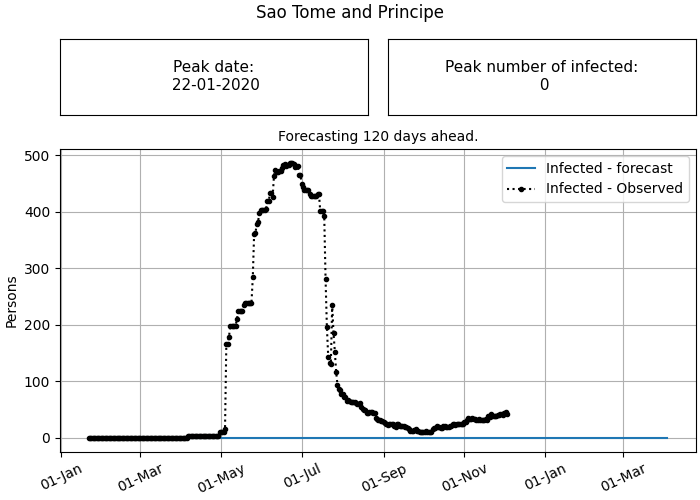 Sao Tome and Principe
Peak date:
22-01-2020
Peak number of infected:
0
Forecasting 120 days ahead.
Infected - forecast
Infected - Observed
Persons
500
400
300
200
100
0
01-Jan
01-Mar
01-May
01-Jul
01-Sep
01-Nov
01-Jan
01-Mar